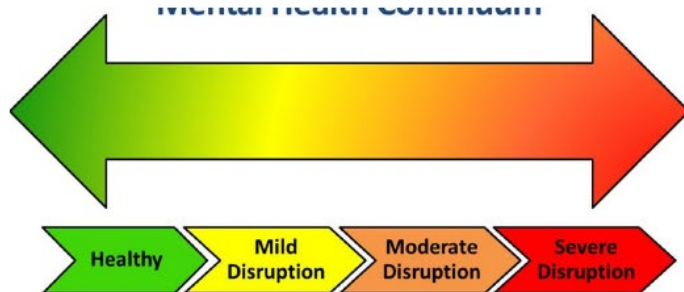 Mental Health Continuum
Healthy
Mild
Disruption
Moderate
Disruption
Severe
Disruption